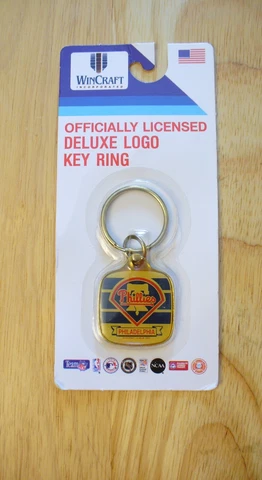 WINCRAFT
INCORPORATED
OFFICIALLY LICENSED
DELUXE LOGO
KEY RING
Phillies
PHILADELPHIA
NCAA